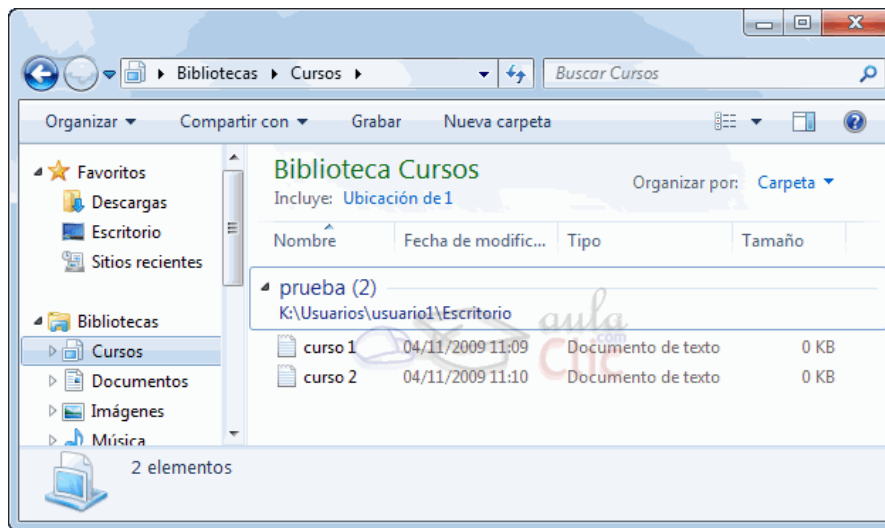 Bibliotecas Cursos
Buscar Cursos
Organizar Compartir con Grabar Nueva carpeta
Favoritos
Descargas
Escritorio
Sitios recientes
Bibliotecas
Cursos
Documentos
Imágenes
Música
Biblioteca Cursos
Incluye: Ubicación de 1
Organizar por: Carpeta
Nombre Fecha de modific... Tipo Tamaño
prueba (2)
K:\Usuarios\usuario1\Escritorio
curso 1 04/11/2009 11:09 Documento de texto 0 KB
curso 2 04/11/2009 11:10 Documento de texto 0 KB
aula
.com
Clic
2 elementos